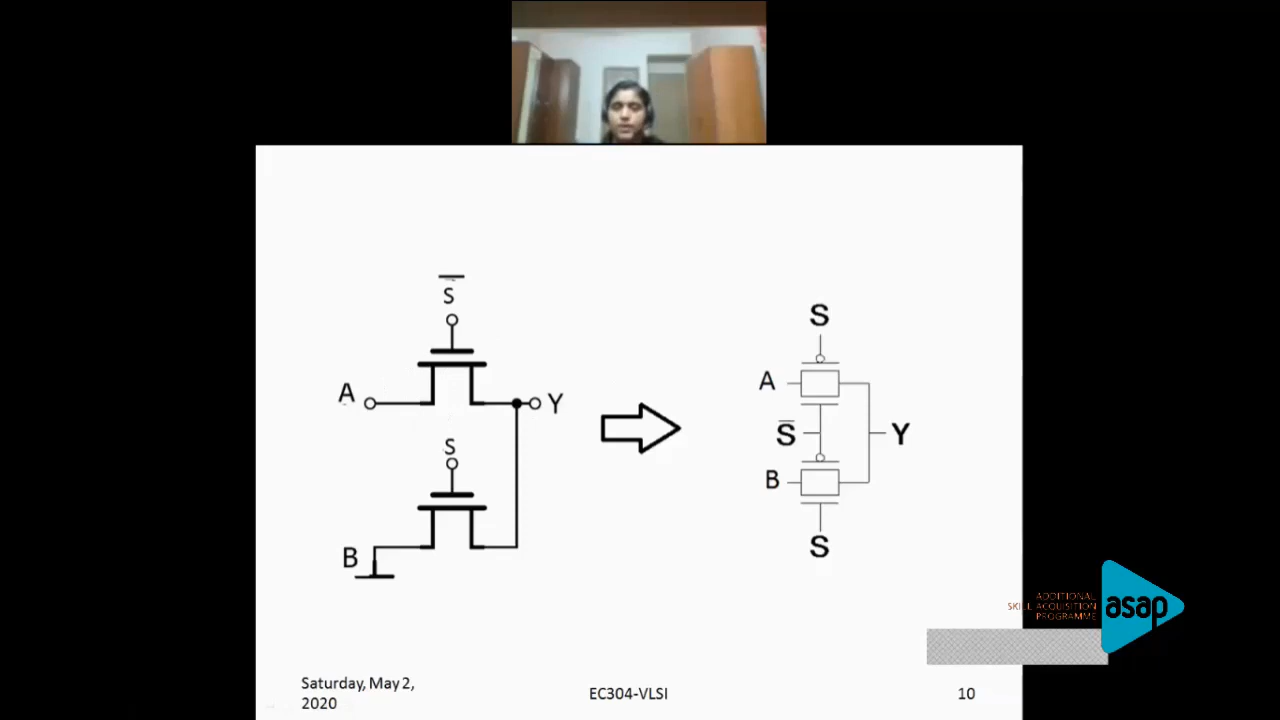 S̅
A
Y
S
B
S
A
S̅
Y
B
S
ADDITIONAL
SKILL ACQUISITION
PROGRAMME
asap
Saturday, May 2,
2020
EC304-VLSI
10